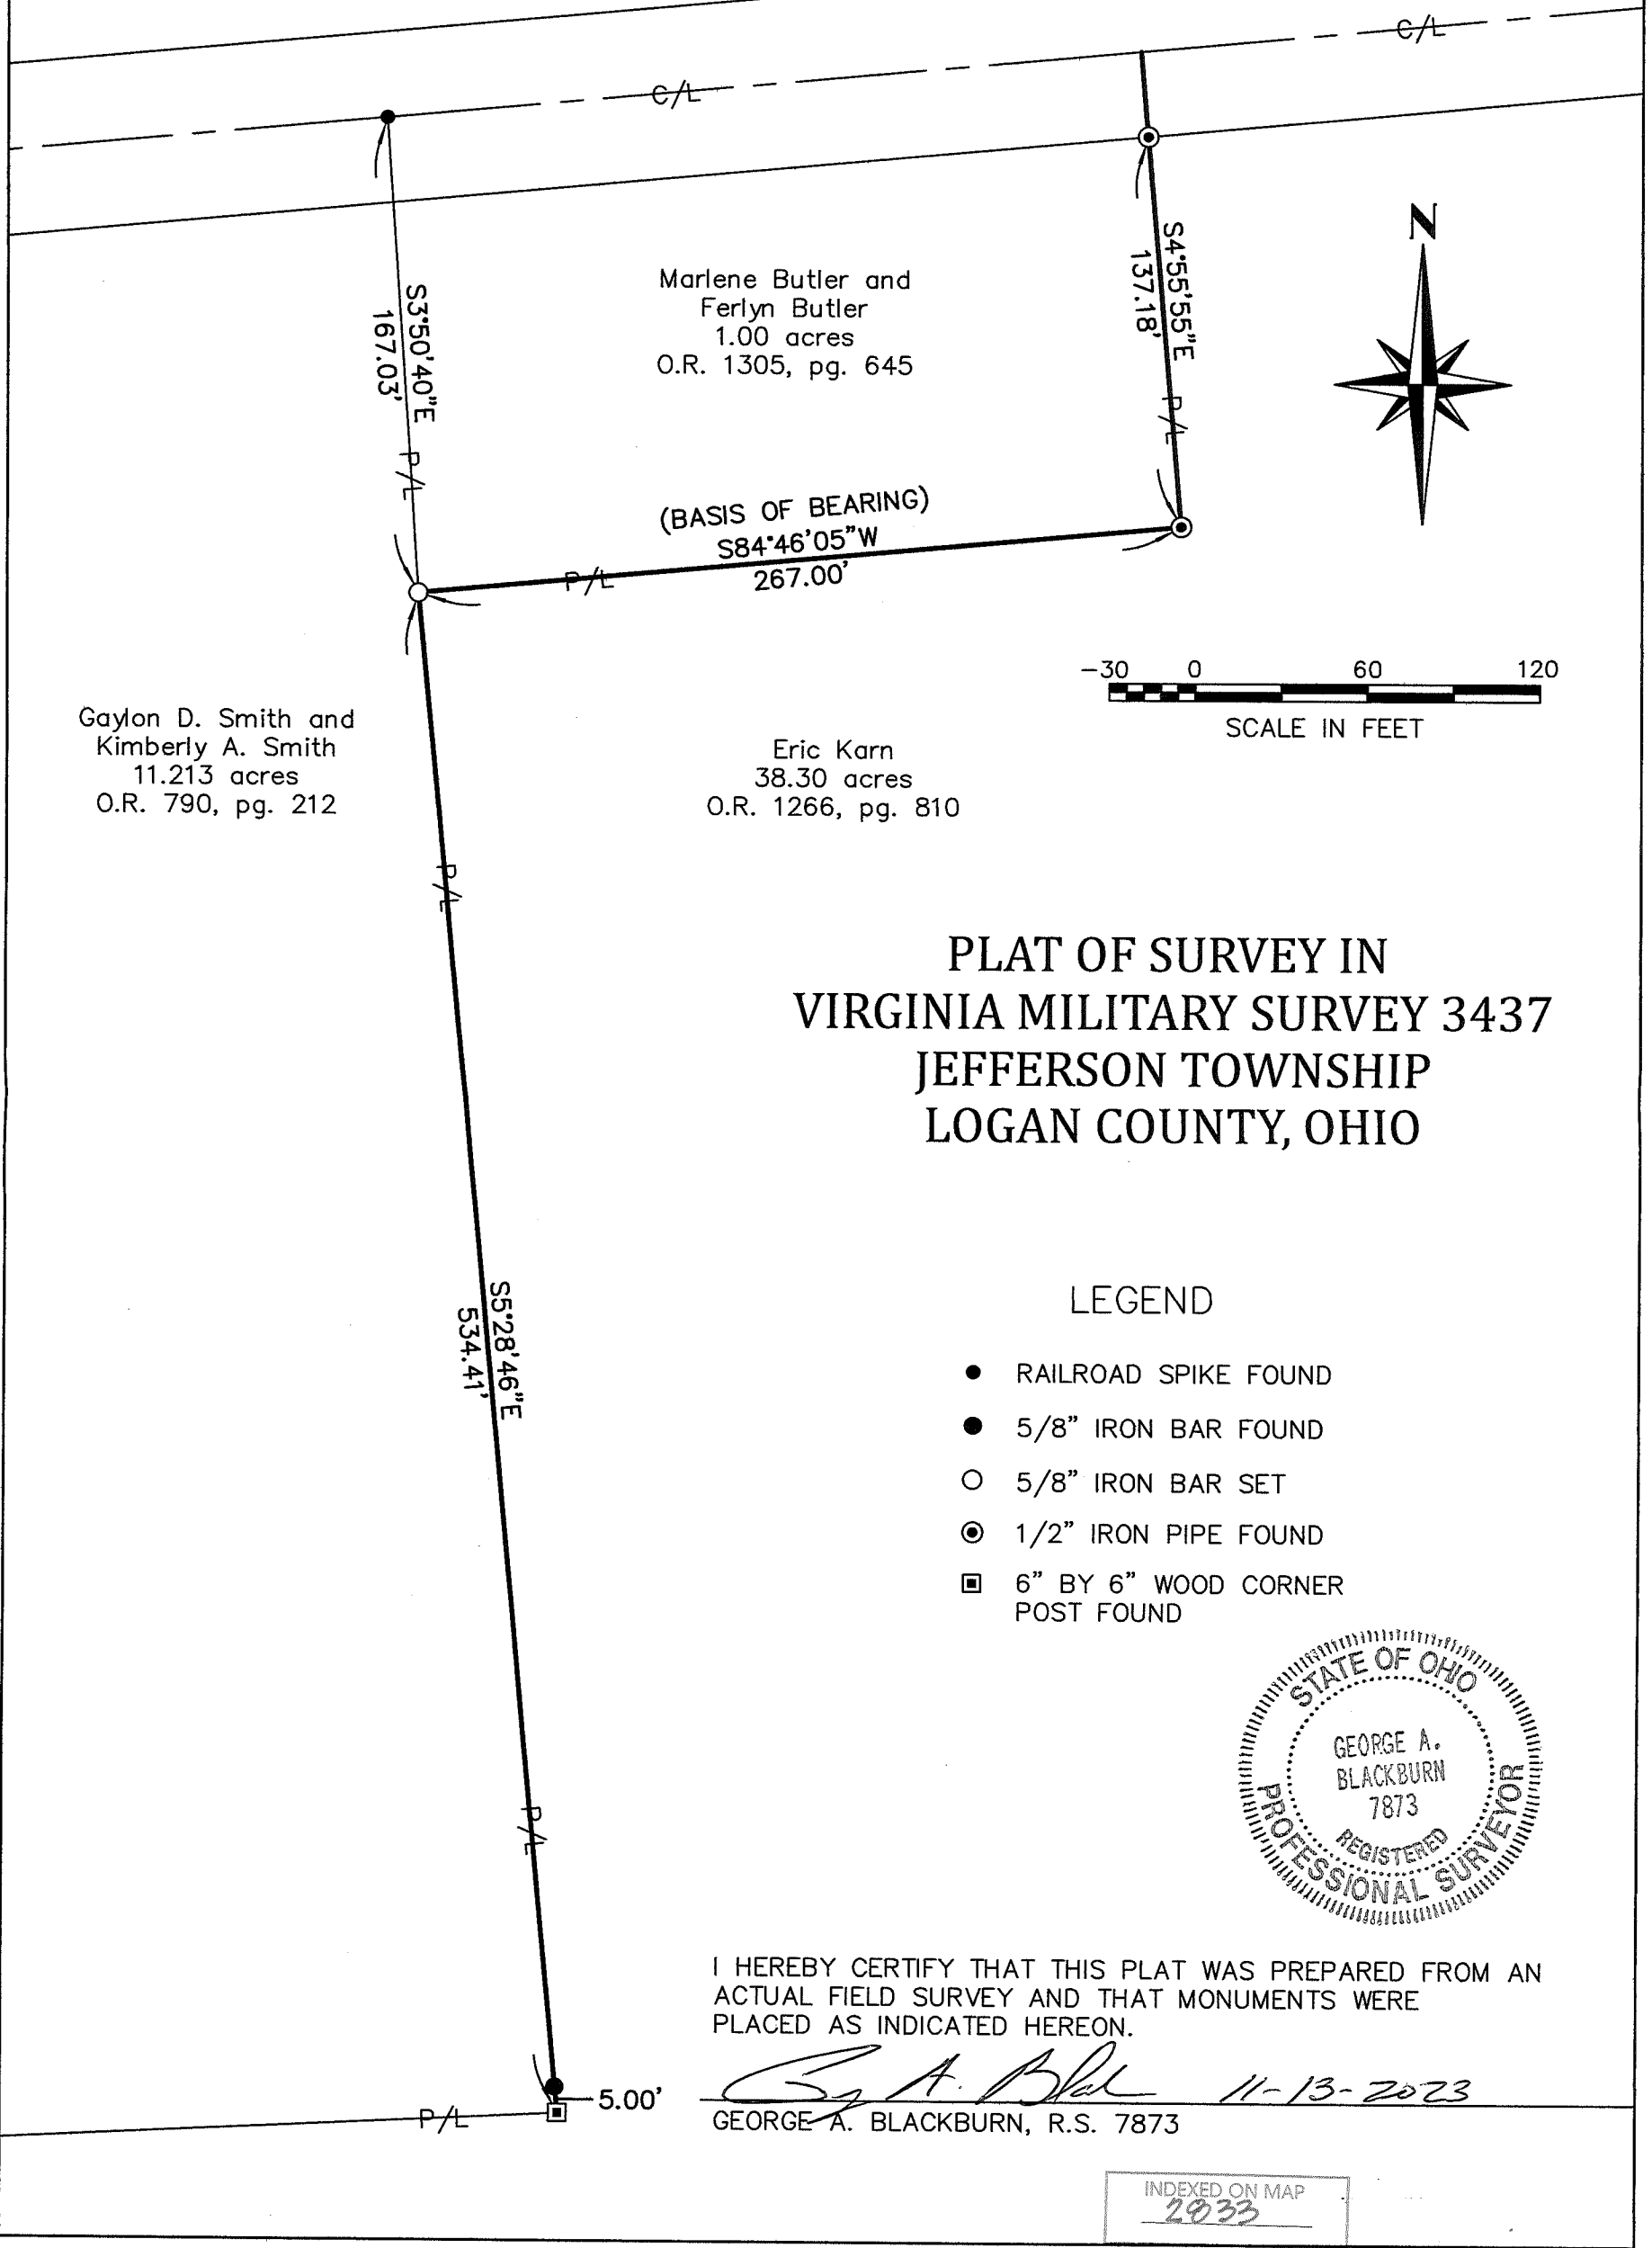 C/L
C/L
S3°50'40"E
167.03'
P/L
Marlene Butler and
Ferlyn Butler
1.00 acres
O.R. 1305, pg. 645
S4°55'55"E
137.18'
P/L
N
(BASIS OF BEARING)
S84°46'05"W
P/L
267.00'
-30 0 60 120
SCALE IN FEET
Gaylon D. Smith and
Kimberly A. Smith
11.213 acres
O.R. 790, pg. 212
Eric Karn
38.30 acres
O.R. 1266, pg. 810
P/L
PLAT OF SURVEY IN
VIRGINIA MILITARY SURVEY 3437
JEFFERSON TOWNSHIP
LOGAN COUNTY, OHIO
S5°28'46"E
534.41'
LEGEND
RAILROAD SPIKE FOUND
5/8" IRON BAR FOUND
5/8" IRON BAR SET
1/2" IRON PIPE FOUND
6" BY 6" WOOD CORNER
POST FOUND
STATE OF OHIO
GEORGE A.
BLACKBURN
7873
REGISTERED
PROFESSIONAL SURVEYOR
P/L
I HEREBY CERTIFY THAT THIS PLAT WAS PREPARED FROM AN
ACTUAL FIELD SURVEY AND THAT MONUMENTS WERE
PLACED AS INDICATED HEREON.
11-13-2023
5.00'
P/L
GEORGE A. BLACKBURN, R.S. 7873
INDEXED ON MAP
2833